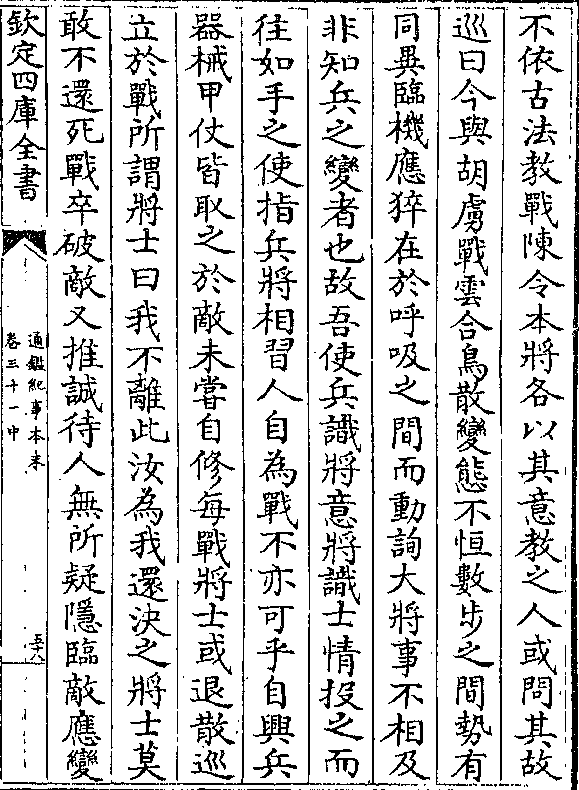 不依古法教戰陳令本將各以其意教之人或問其故
巡曰今與胡虜戰雲合鳥散變態不恒數步之間勢有
同異臨機應猝在於呼吸之間而動詢大將事不相及
非知兵之變者也故吾使兵識將意將識士情投之而
往如手之使指兵將相習人自為戰不亦可乎自興兵
器械甲仗皆取之於敵未嘗自修每戰將士或退散巡
立於戰所謂將士曰我不離此汝為我還決之將士莫
敢不還死戰卒破敵又推誠待人無所疑隱臨敵應變
欽定四庫全書
通鑑紀事本末
卷三十一中
五十八